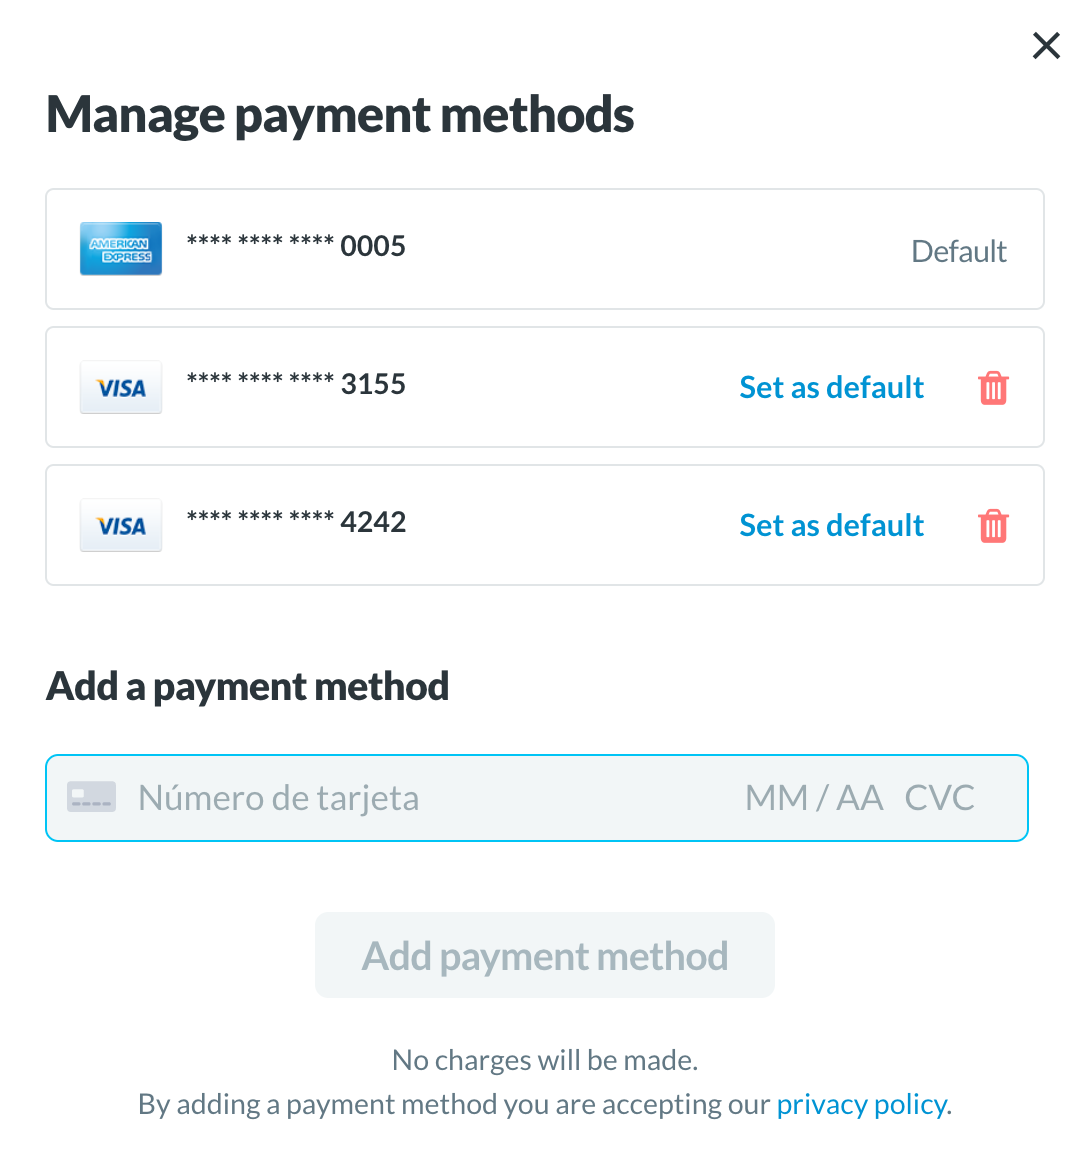 Manage payment methods
AMERICAN
EXPRESS
**** **** **** 0005
Default
VISA
**** **** **** 3155
Set as default
VISA
**** **** **** 4242
Set as default
Add a payment method
Número de tarjeta MM / AA CVC
Add payment method
No charges will be made.
By adding a payment method you are accepting our privacy policy.